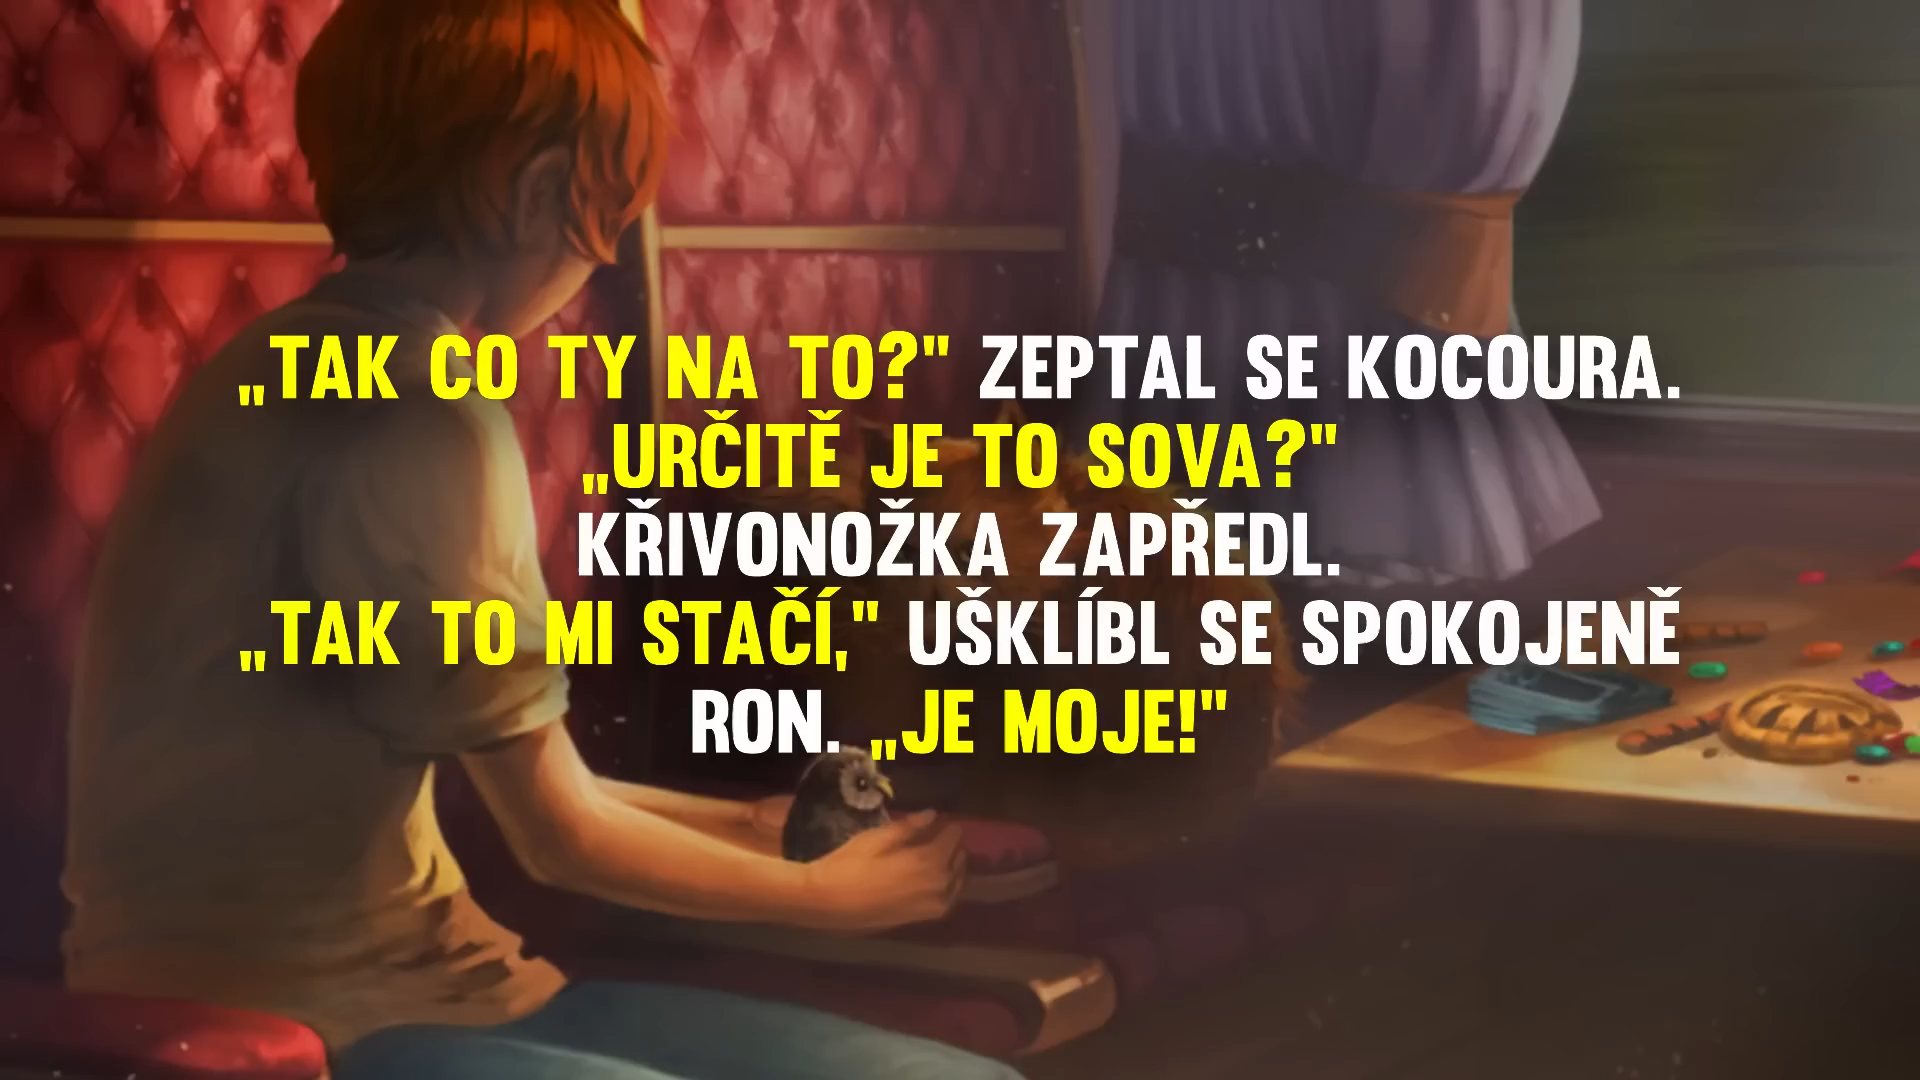 „TAK CO TY NA TO?" ZEPTAL SE KOCOURA.
„URČITĚ JE TO SOVA?"
KŘIVONOŽKA ZAPŘEDL.
„TAK TO MI STAČÍ," UŠKLÍBL SE SPOKOJENĚ
RON. „JE MOJE!"